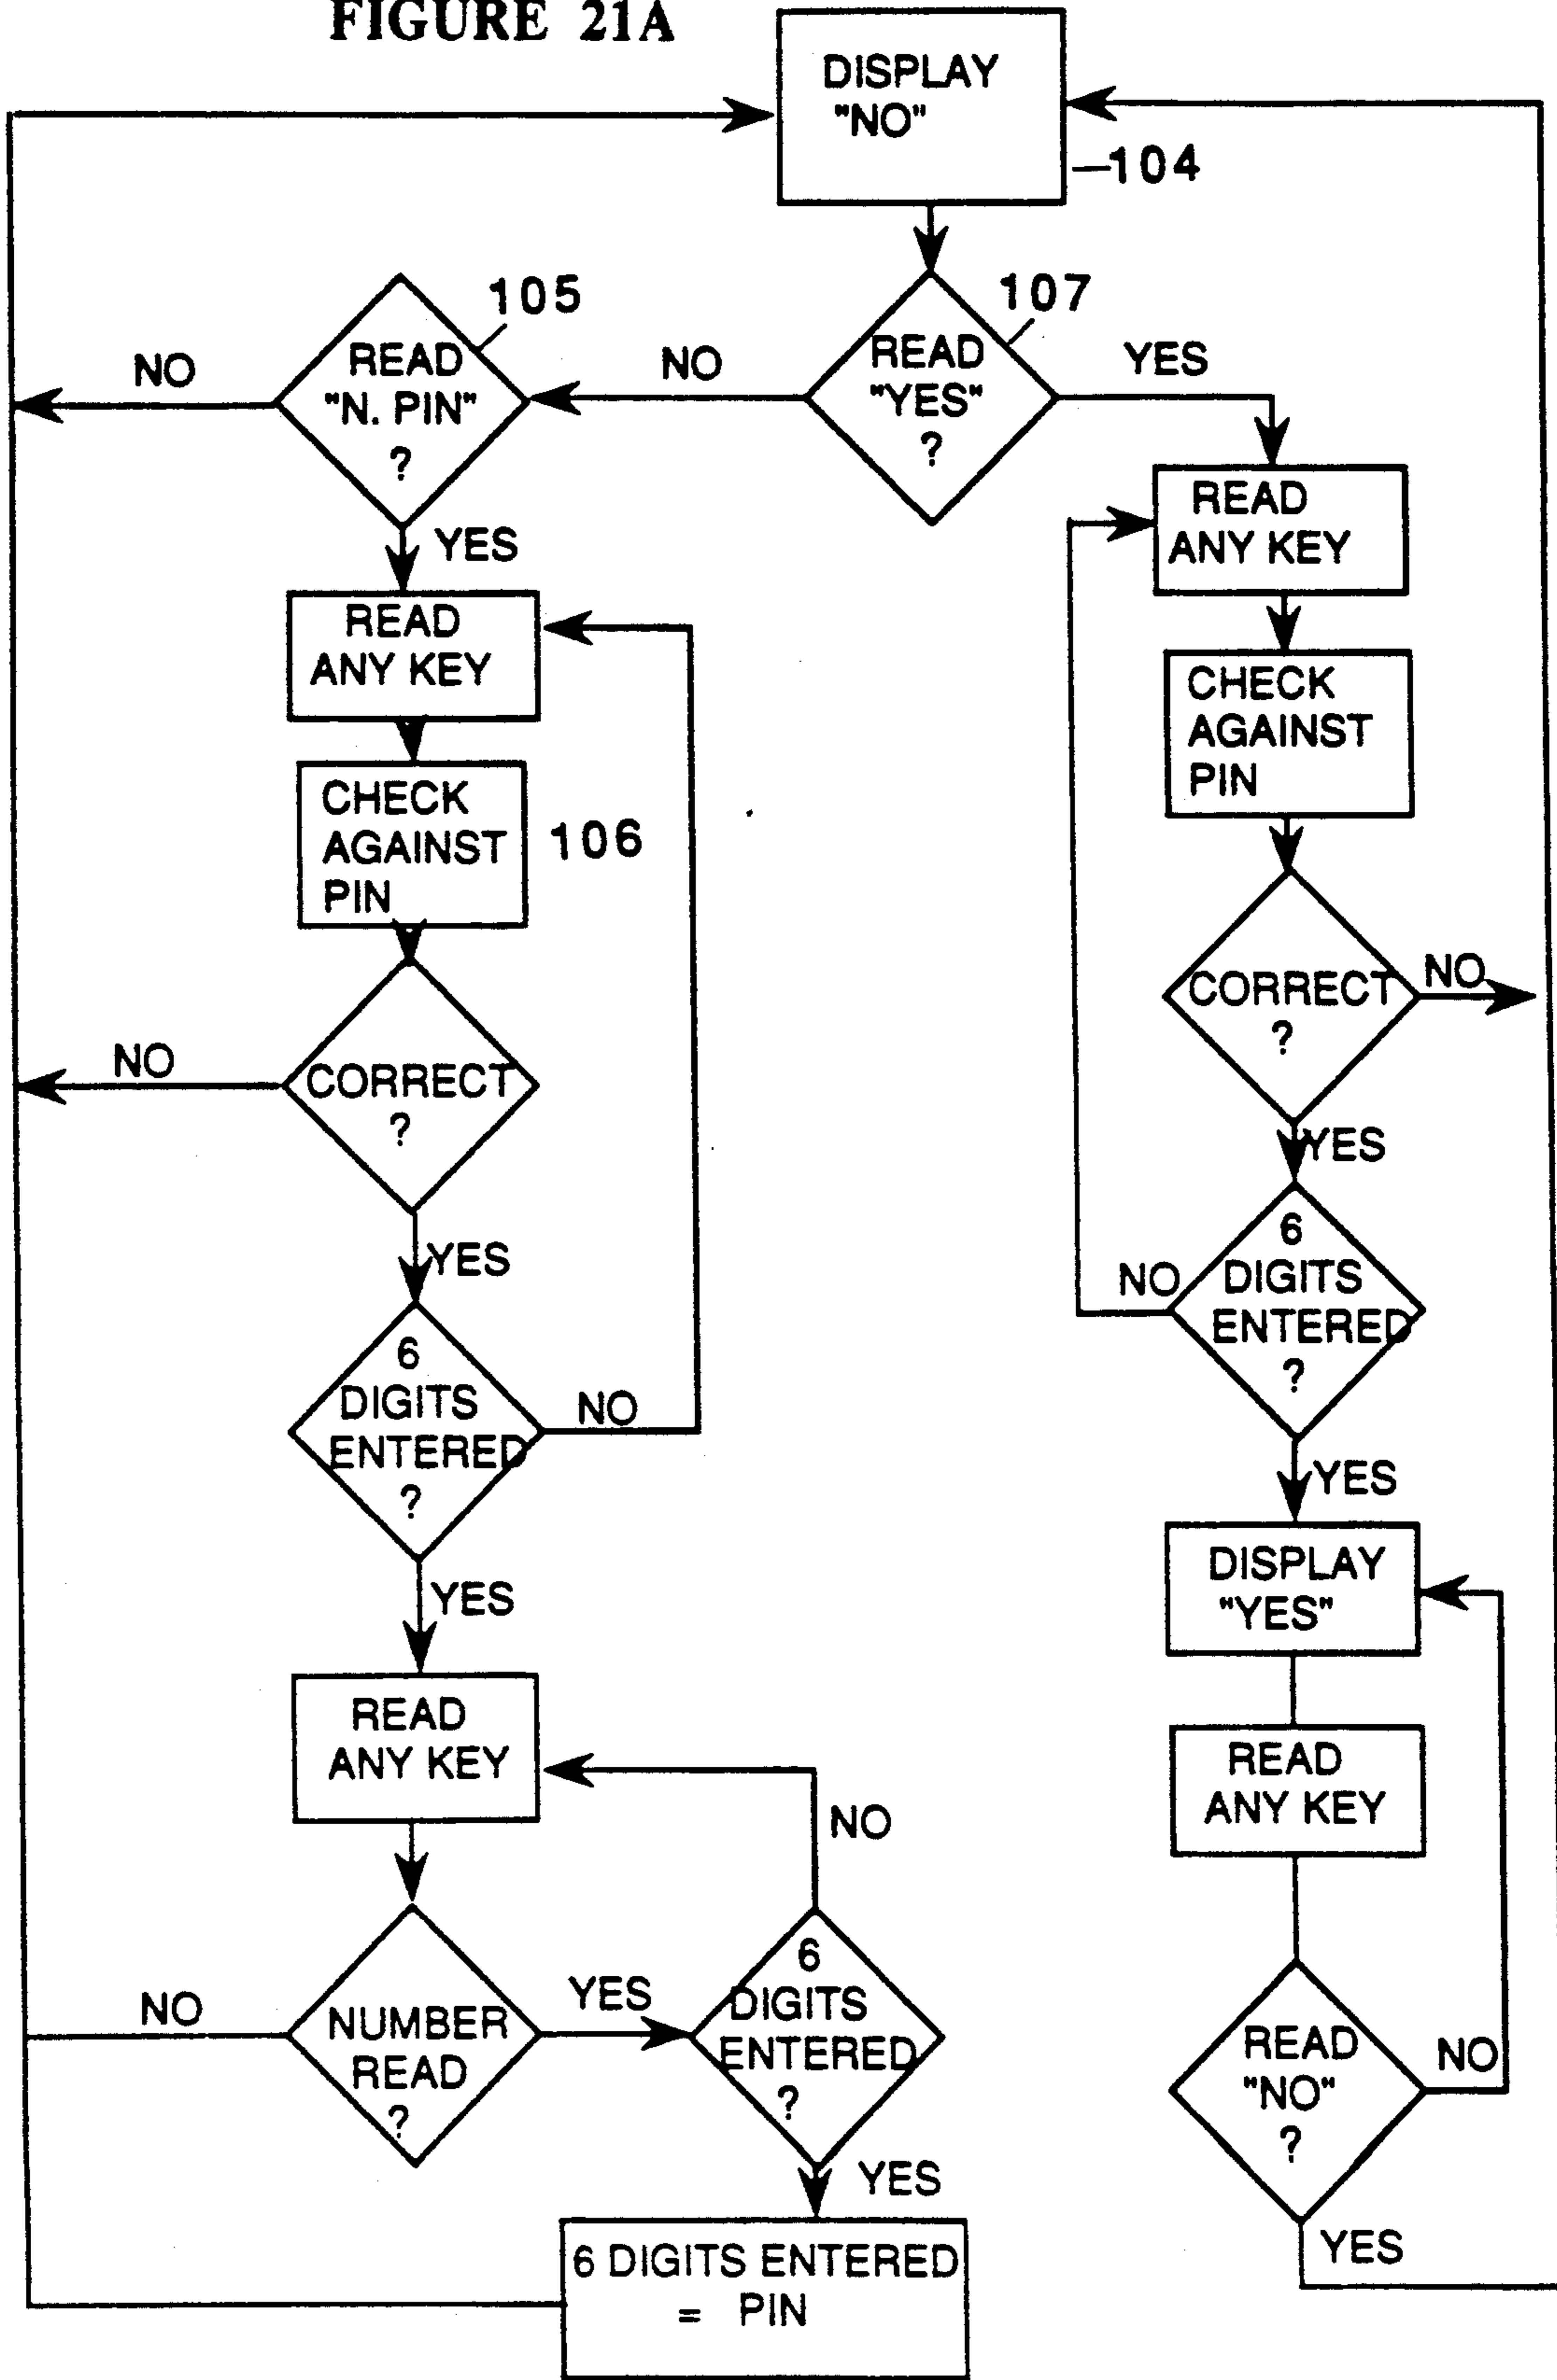 FIGURE 21A
DISPLAY
"NO"
104
105
107
READ
"N. PIN"
?
NO
NO
READ
"YES"
?
YES
YES
READ
ANY KEY
READ
ANY KEY
CHECK
AGAINST
PIN
106
CHECK
AGAINST
PIN
CORRECT
?
NO
CORRECT
?
NO
YES
YES
6
DIGITS
ENTERED
?
NO
6
DIGITS
ENTERED
?
NO
YES
YES
READ
ANY KEY
DISPLAY
"YES"
READ
ANY KEY
NO
NUMBER
READ
?
NO
YES
6
DIGITS
ENTERED
?
READ
"NO"
?
NO
YES
YES
6 DIGITS ENTERED
= PIN